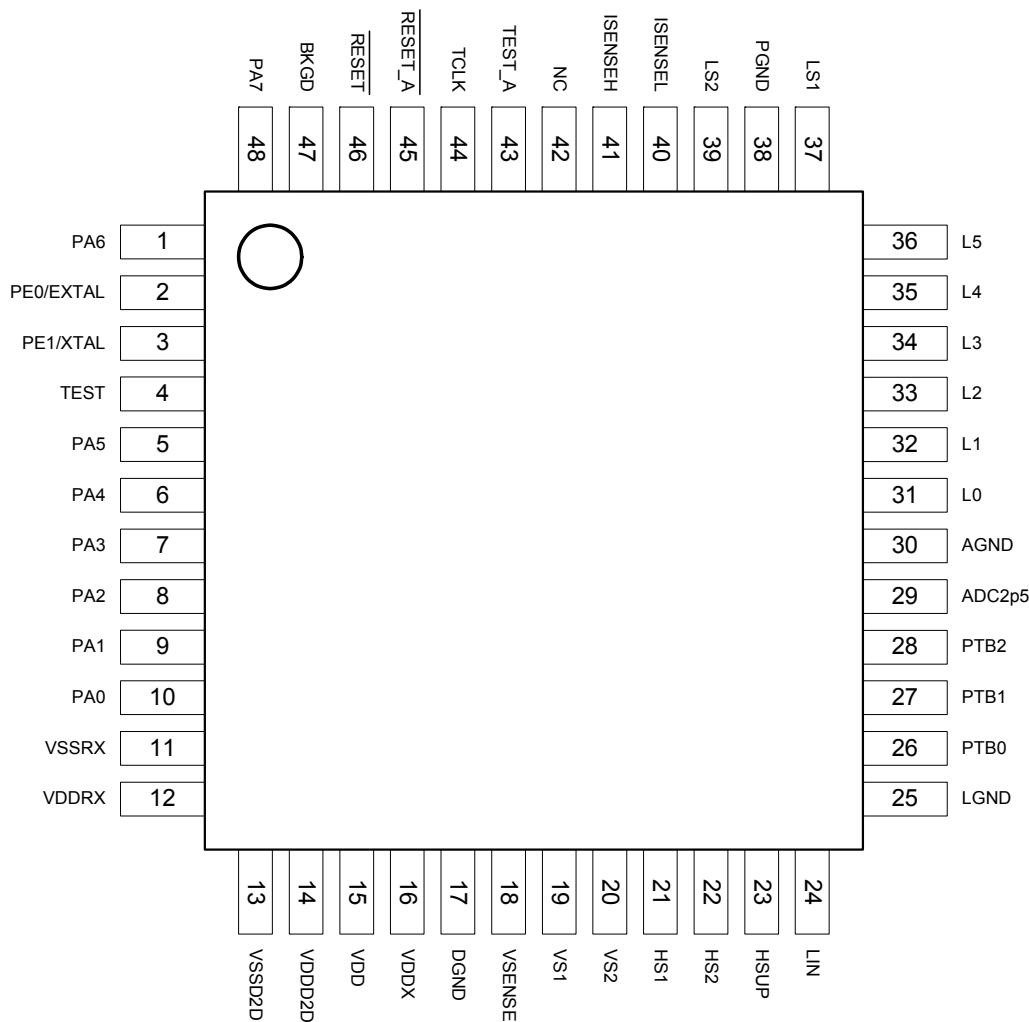 PA7
BKGD
RESET
RESET_A
TCLK
TEST_A
NC
ISENSEH
ISENSEL
LS2
PGND
LS1
48
47
46
45
44
43
42
41
40
39
38
37
PA6 1
PE0/EXTAL 2
PE1/XTAL 3
TEST 4
PA5 5
PA4 6
PA3 7
PA2 8
PA1 9
PA0 10
VSSRX 11
VDDRX 12
36 L5
35 L4
34 L3
33 L2
32 L1
31 L0
30 AGND
29 ADC2p5
28 PTB2
27 PTB1
26 PTB0
25 LGND
13
14
15
16
17
18
19
20
21
22
23
24
VSSD2D
VDDD2D
VDD
VDDX
DGND
VSENSE
VS1
VS2
HS1
HS2
HSUP
LIN